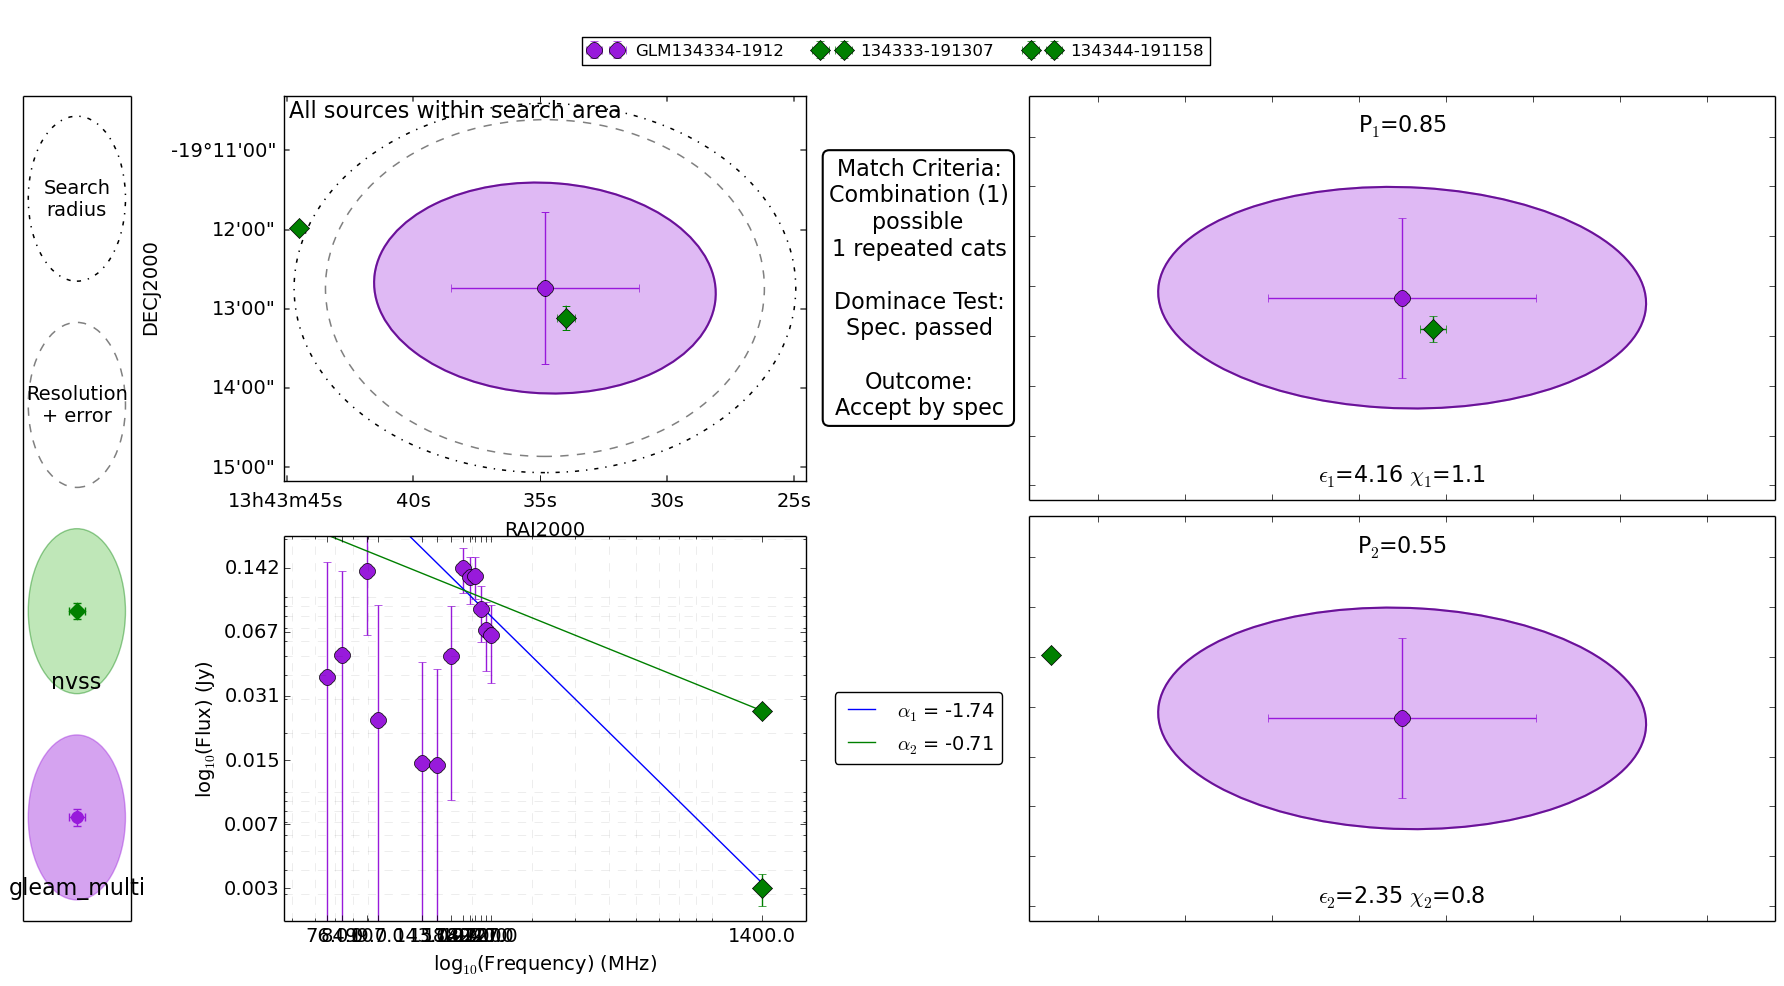 GLM134334-1912 134333-191307 134344-191158
Search
radius
Resolution
+ error
nvss
gleam_multi
All sources within search area
DECJ2000
-19°11'00"
12'00"
13'00"
14'00"
15'00"
13h43m45s 40s 35s 30s 25s
RAJ2000
Match Criteria:
Combination (1)
possible
1 repeated cats
Dominace Test:
Spec. passed
Outcome:
Accept by spec
P1=0.85
ϵ1=4.16 χ1=1.1
log10(Flux) (Jy)
0.142
0.067
0.031
0.015
0.007
0.003
1400.0
log10(Frequency) (MHz)
α1 = -1.74
α2 = -0.71
P2=0.55
ϵ2=2.35 χ2=0.8